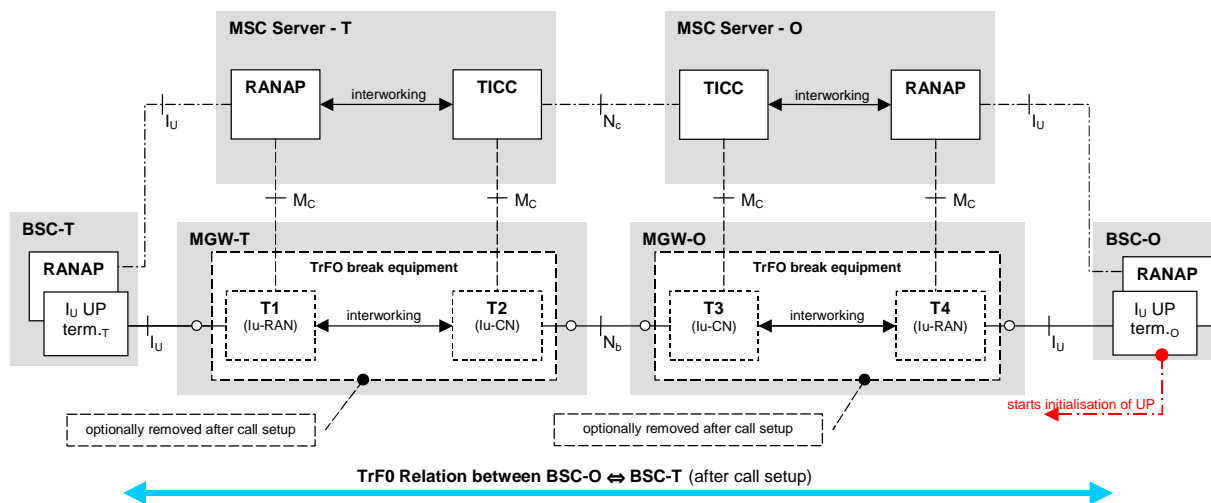 MSC Server - T
MSC Server - O
RANAP
interworking
TICC
TICC
interworking
RANAP
IU
Nc
IU
MC
MC
MC
MC
BSC-T
MGW-T
MGW-O
BSC-O
RANAP
TrFO break equipment
TrFO break equipment
RANAP
IU UP
term.T
T1
(Iu-RAN)
interworking
T2
(Iu-CN)
T3
(Iu-CN)
interworking
T4
(Iu-RAN)
IU UP
term.O
IU
Nb
IU
starts initialisation of UP
optionally removed after call setup
optionally removed after call setup
TrF0 Relation between BSC-O ⇔ BSC-T (after call setup)